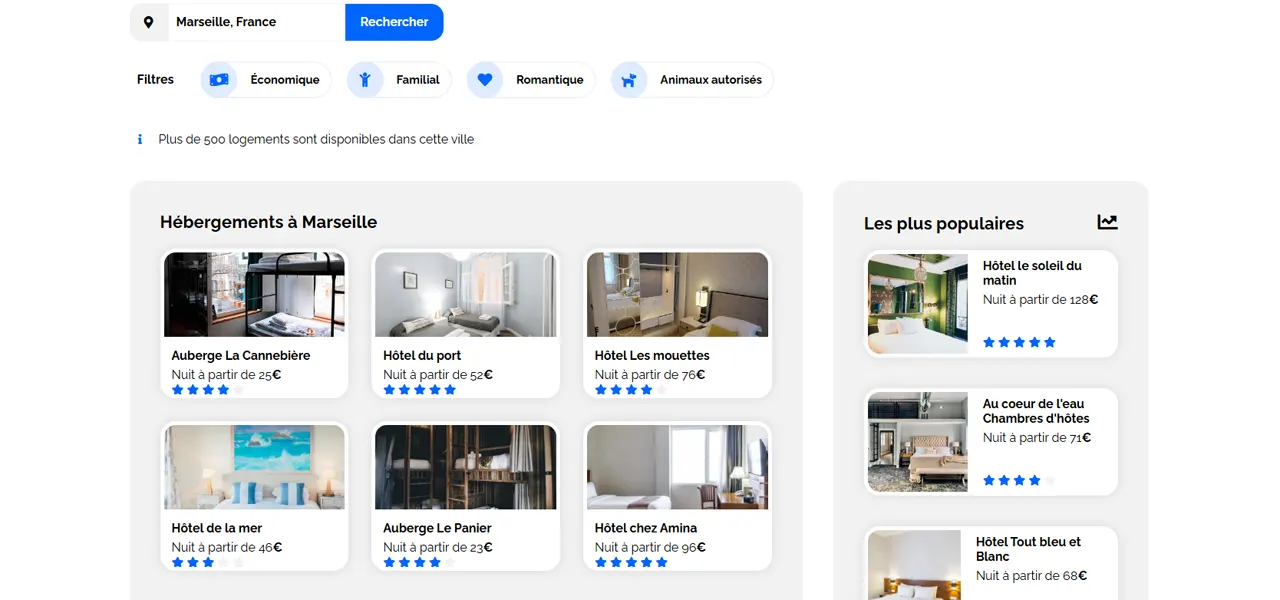 Marseille, France
Rechercher
Filtres
Économique
Familial
Romantique
Animaux autorisés
Plus de 500 logements sont disponibles dans cette ville
Hébergements à Marseille
Auberge La Cannebière
Nuit à partir de 25€
Hôtel du port
Nuit à partir de 52€
Hôtel Les mouettes
Nuit à partir de 76€
Hôtel de la mer
Nuit à partir de 46€
Auberge Le Panier
Nuit à partir de 23€
Hôtel chez Amina
Nuit à partir de 96€
Les plus populaires
Hôtel le soleil du
matin
Nuit à partir de 128€
Au coeur de l'eau
Chambres d'hôtes
Nuit à partir de 71€
Hôtel Tout bleu et
Blanc
Nuit à partir de 68€